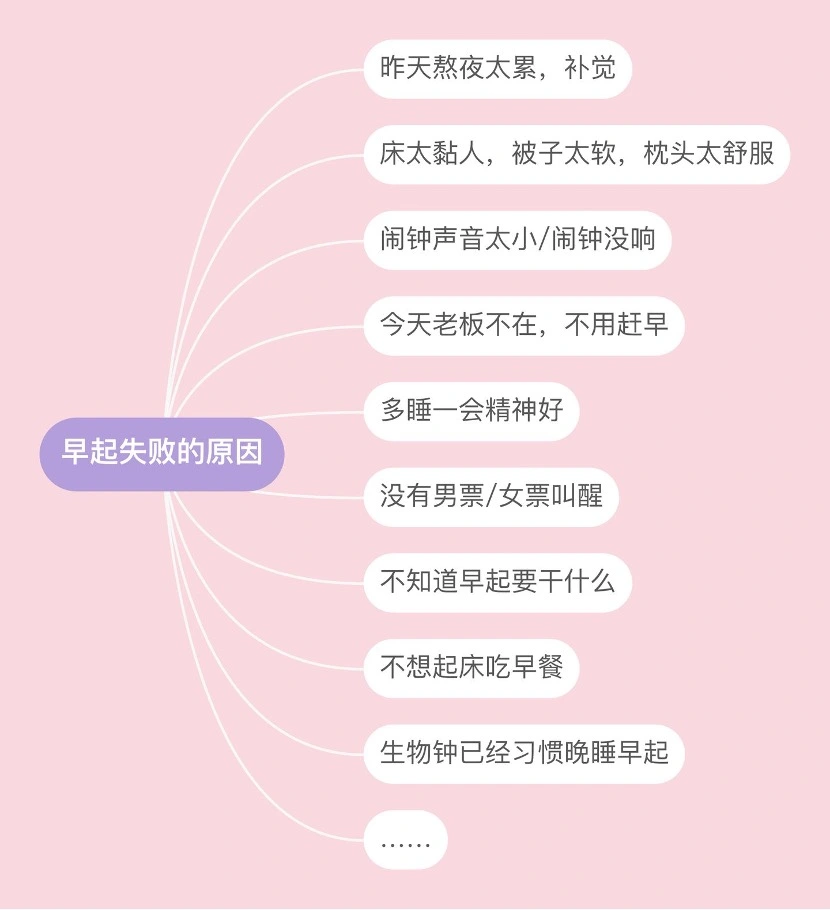 昨天熬夜太累，补觉
床太黏人，被子太软，枕头太舒服
闹钟声音太小/闹钟没响
今天老板不在，不用赶早
多睡一会精神好
早起失败的原因
没有男票/女票叫醒
不知道早起要干什么
不想起床吃早餐
生物钟已经习惯晚睡早起
……